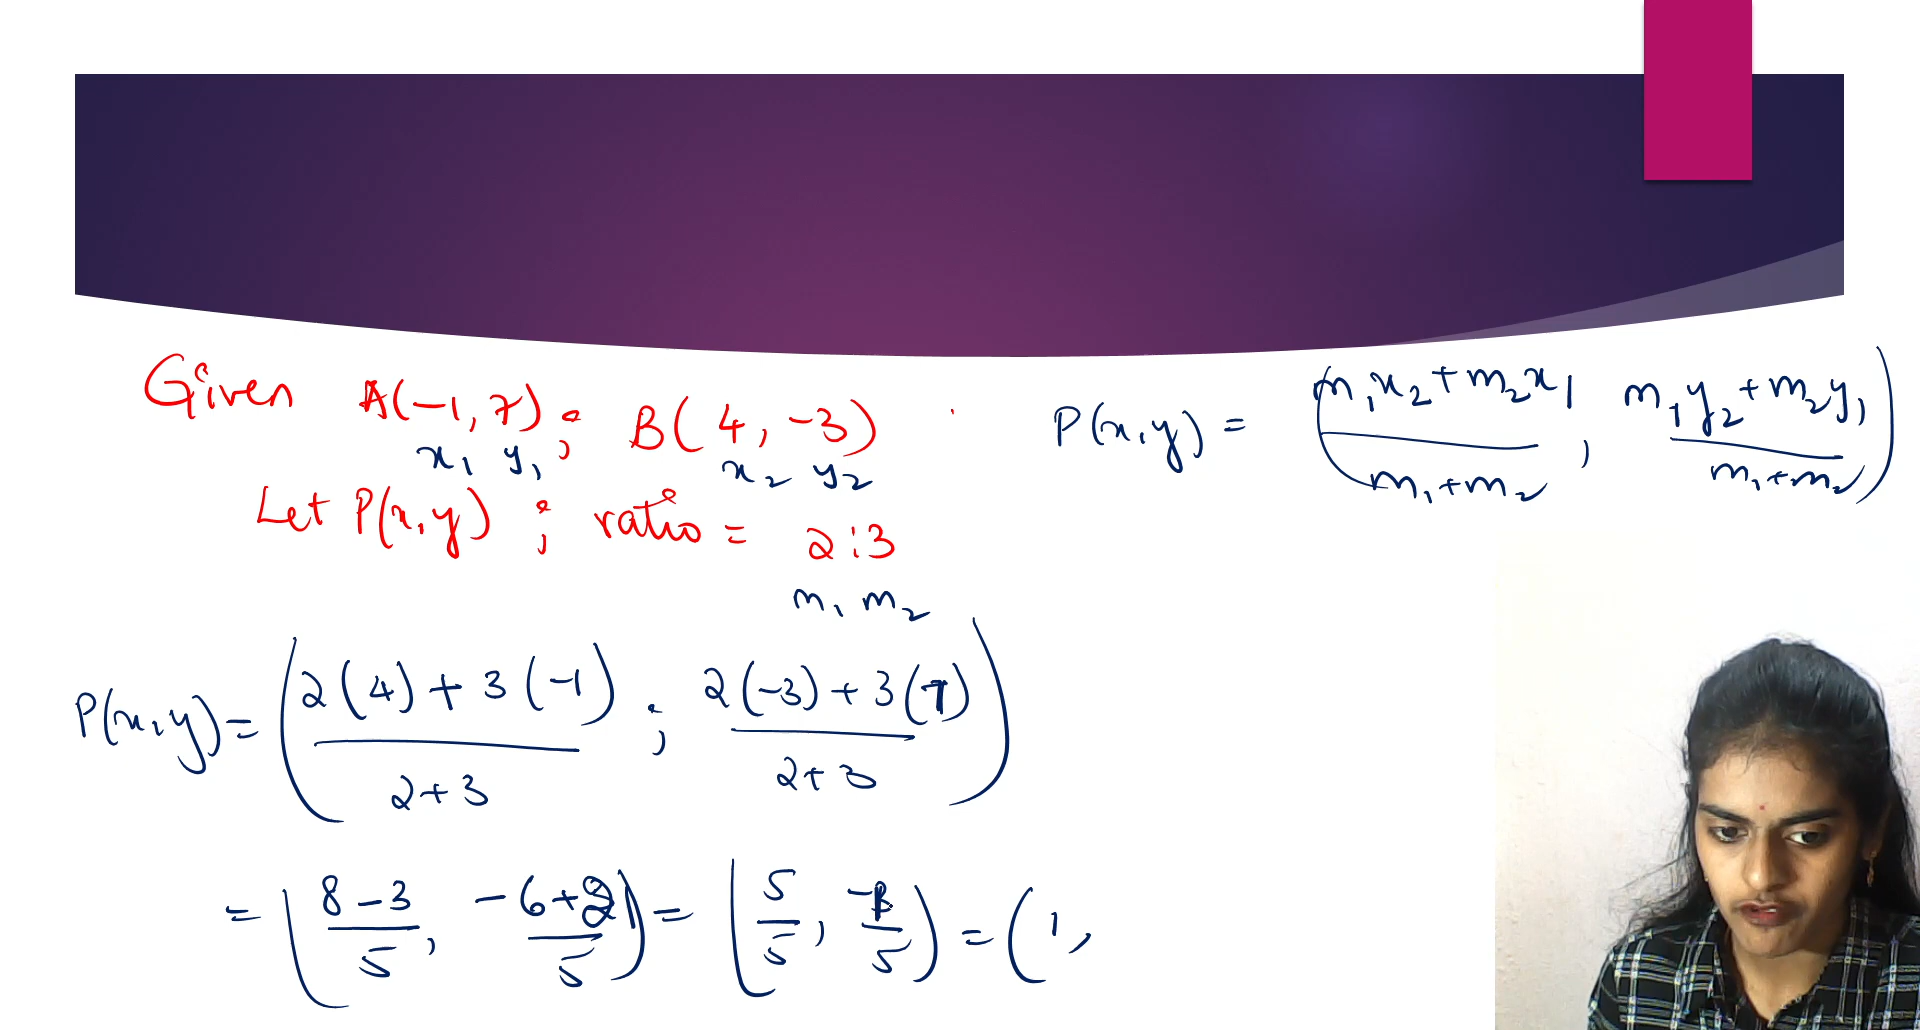 Given A(-1, 7) ; B(4, -3)
x₁ y₁ x₂ y₂
Let P(x,y) ; ratio = 2:3
m₁ m₂
P(x,y) = (m₁x₂+m₂x₁/m₁+m₂, m₁y₂+m₂y₁/m₁+m₂)
P(x,y) = (2(4)+3(-1)/2+3 ; 2(-3)+3(7)/2+3)
= (8-3/5, -6+21/5) = (5/5, /5) = (1,